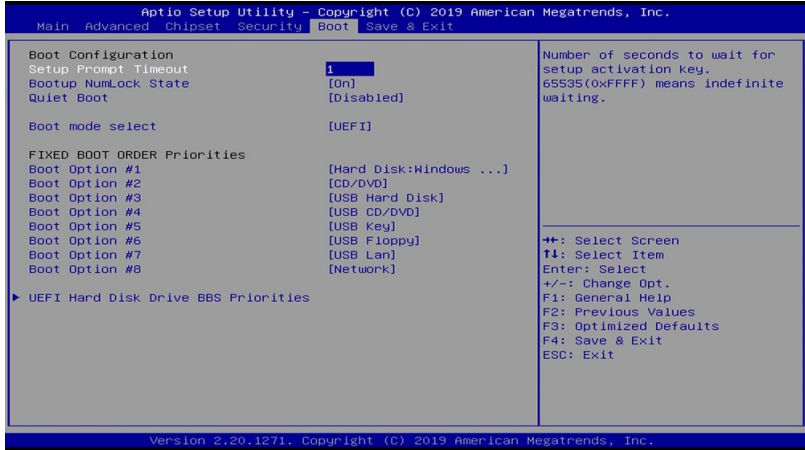 Aptio Setup Utility – Copyright (C) 2019 American Megatrends, Inc.
Main Advanced Chipset Security Boot Save & Exit
Boot Configuration
Setup Prompt Timeout 1
Bootup NumLock State [On]
Quiet Boot [Disabled]
Boot mode select [UEFI]
FIXED BOOT ORDER Priorities
Boot Option #1 [Hard Disk:Windows ...]
Boot Option #2 [CD/DVD]
Boot Option #3 [USB Hard Disk]
Boot Option #4 [USB CD/DVD]
Boot Option #5 [USB Key]
Boot Option #6 [USB Floppy]
Boot Option #7 [USB Lan]
Boot Option #8 [Network]
▶ UEFI Hard Disk Drive BBS Priorities
Number of seconds to wait for
setup activation key.
65535(0xFFFF) means indefinite
waiting.
→←: Select Screen
↑↓: Select Item
Enter: Select
+/-: Change Opt.
F1: General Help
F2: Previous Values
F3: Optimized Defaults
F4: Save & Exit
ESC: Exit
Version 2.20.1271. Copyright (C) 2019 American Megatrends, Inc.